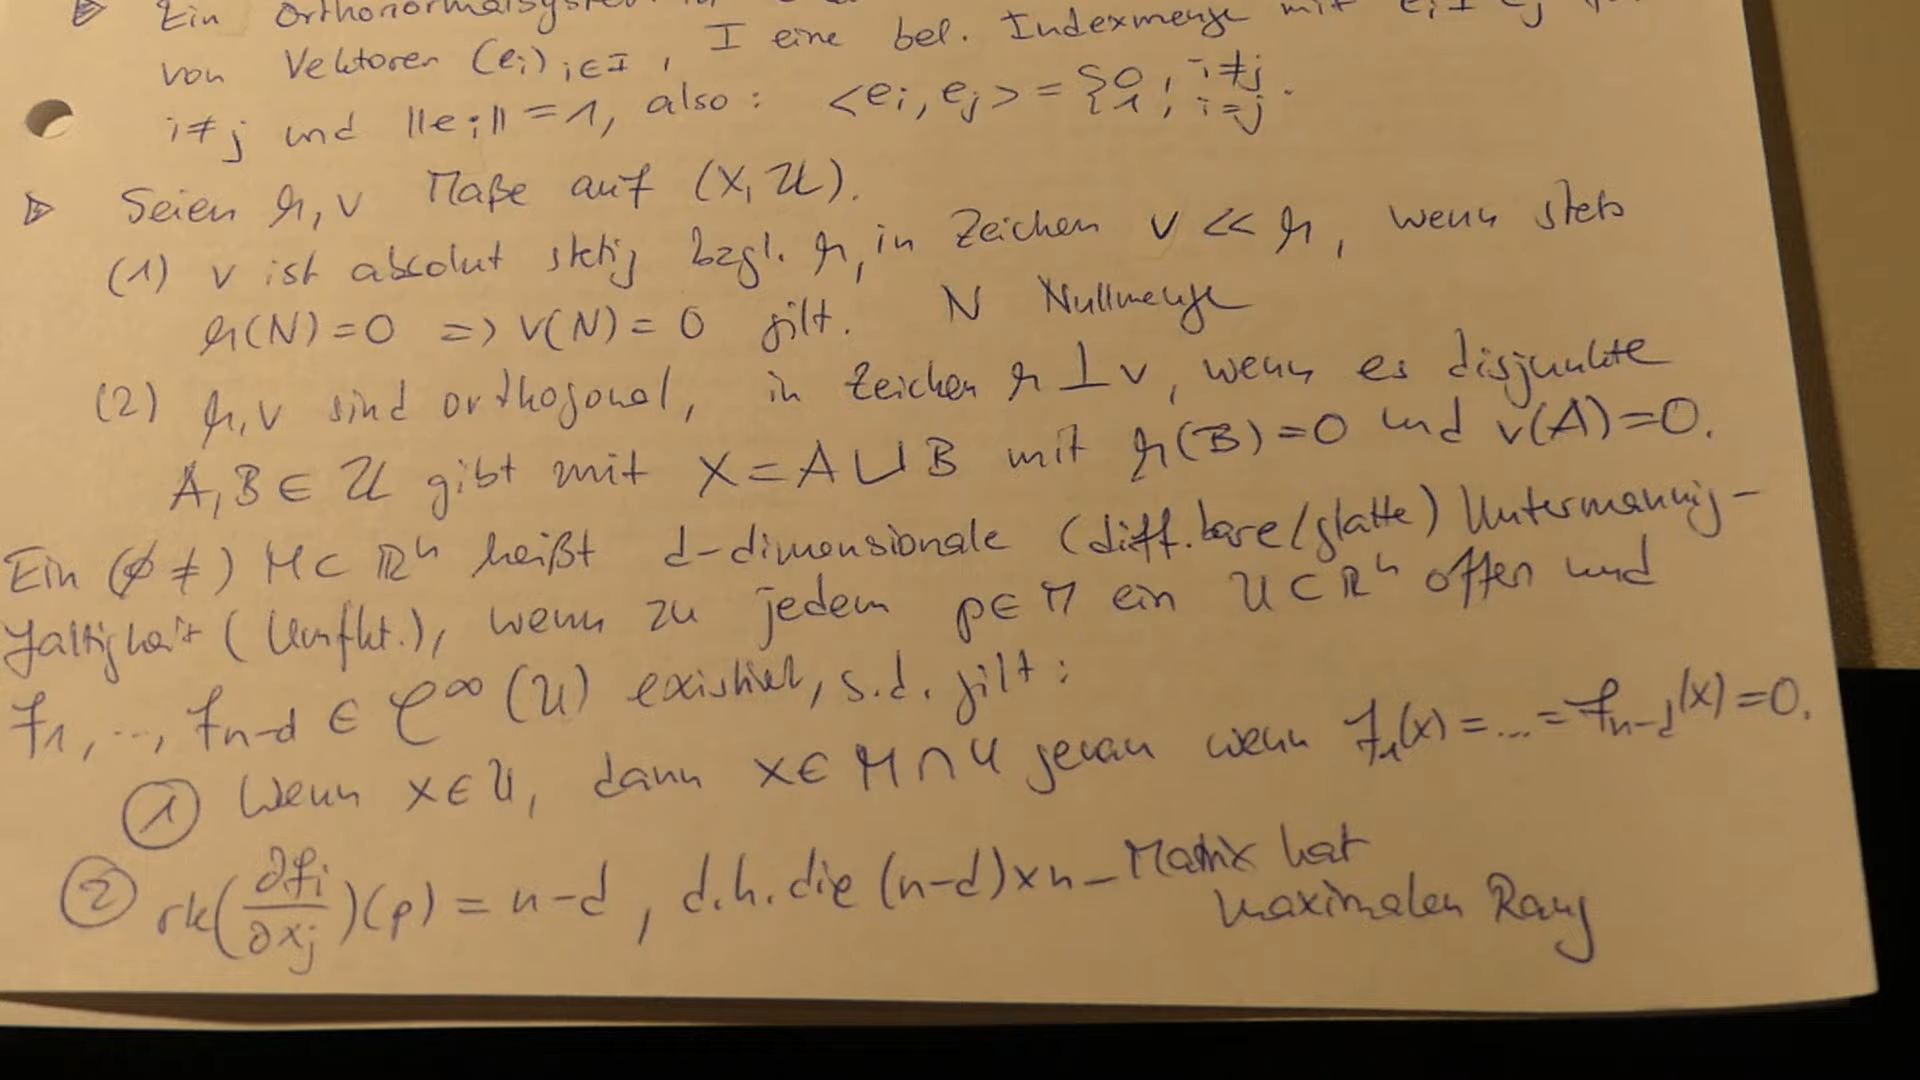 Ein Orthonormalsystem in
von Vektoren (eᵢ)ᵢ∈I, I eine bel. Indexmenge mit eᵢ ⊥ eⱼ
i≠j und ||eᵢ||=1, also: <eᵢ, eⱼ> = {0, i≠j; 1, i=j.
▷ Seien μ, ν Maße auf (X, 𝒰).
(1) ν ist absolut stetig bzgl. μ, in Zeichen ν << μ, wenn stets
μ(N)=0 => ν(N)=0 gilt. N Nullmenge
(2) μ, ν sind orthogonal, in Zeichen μ ⊥ ν, wenn es disjunkte
A, B ∈ 𝒰 gibt mit X = A ⊔ B mit μ(B)=0 und ν(A)=0.
Ein (∅≠) M ⊂ ℝⁿ heißt d-dimensionale (diff.bare/glatte) Untermannig-
faltigkeit (Umfkt.), wenn zu jedem p∈M ein U ⊂ ℝⁿ offen und
f₁, ..., fₙ₋d ∈ C^∞(U) existiert, s.d. gilt:
① Wenn x∈U, dann x∈M∩U genau wenn f₁(x)=...=fₙ₋d(x)=0.
② rk(∂fᵢ/∂xⱼ)(p) = n-d, d.h. die (n-d)×n-Matrix hat
maximalen Rang